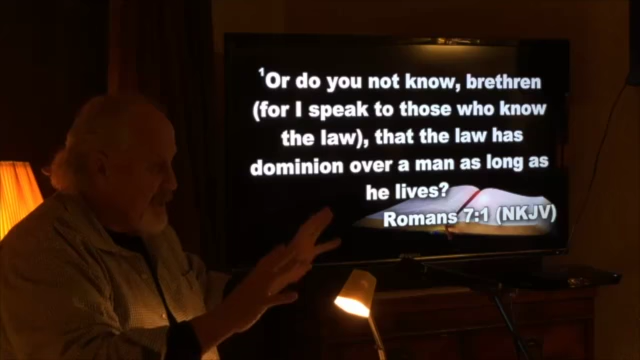 ¹Or do you not know, brethren
(for I speak to those who know
the law), that the law has
dominion over a man as long as
he lives?
Romans 7:1 (NKJV)